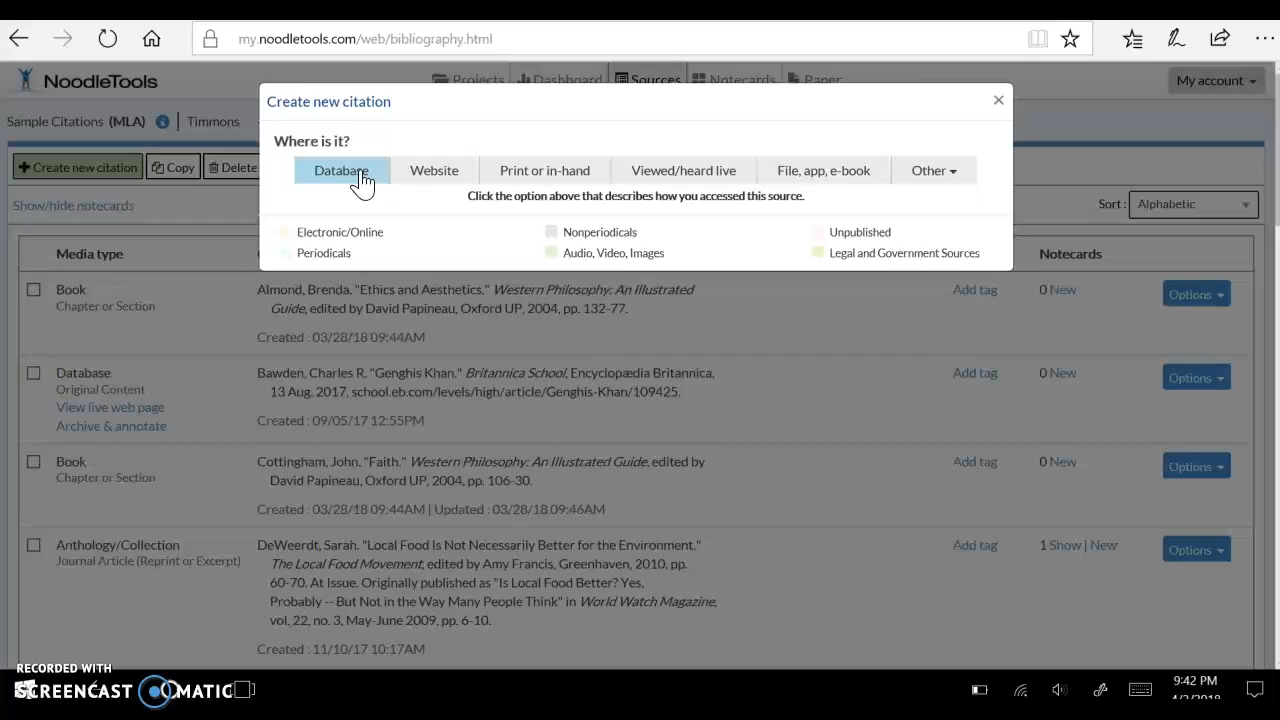 my.noodletools.com/web/bibliography.html
NoodleTools
Projects Dashboard Sources Notecards Paper
My account
Create new citation
Sample Citations (MLA) Timmons
Where is it?
Create new citation Copy Delete
Database Website Print or in-hand Viewed/heard live File, app, e-book Other
Click the option above that describes how you accessed this source.
Show/hide notecards
Sort : Alphabetic
Electronic/Online Nonperiodicals Unpublished
Periodicals Audio, Video, Images Legal and Government Sources
Media type Notecards
Book Almond, Brenda. "Ethics and Aesthetics." Western Philosophy: An Illustrated Add tag 0 New Options
Chapter or Section Guide, edited by David Papineau, Oxford UP, 2004, pp. 132-77.
Created : 03/28/18 09:44AM
Database Bawden, Charles R. "Genghis Khan." Britannica School, Encyclopædia Britannica, Add tag 0 New Options
Original Content 13 Aug. 2017, school.eb.com/levels/high/article/Genghis-Khan/109425.
View live web page
Archive & annotate Created : 09/05/17 12:55PM
Book Cottingham, John. "Faith." Western Philosophy: An Illustrated Guide, edited by Add tag 0 New Options
Chapter or Section David Papineau, Oxford UP, 2004, pp. 106-30.
Created : 03/28/18 09:44AM | Updated : 03/28/18 09:46AM
Anthology/Collection DeWeerdt, Sarah. "Local Food Is Not Necessarily Better for the Environment." Add tag 1 Show | New Options
Journal Article (Reprint or Excerpt) The Local Food Movement, edited by Amy Francis, Greenhaven, 2010, pp.
60-70. At Issue. Originally published as "Is Local Food Better? Yes,
Probably -- But Not in the Way Many People Think" in World Watch Magazine,
vol. 22, no. 3, May-June 2009, pp. 6-10.
Created : 11/10/17 10:17AM
RECORDED WITH
SCREENCAST MATIC
9:42 PM